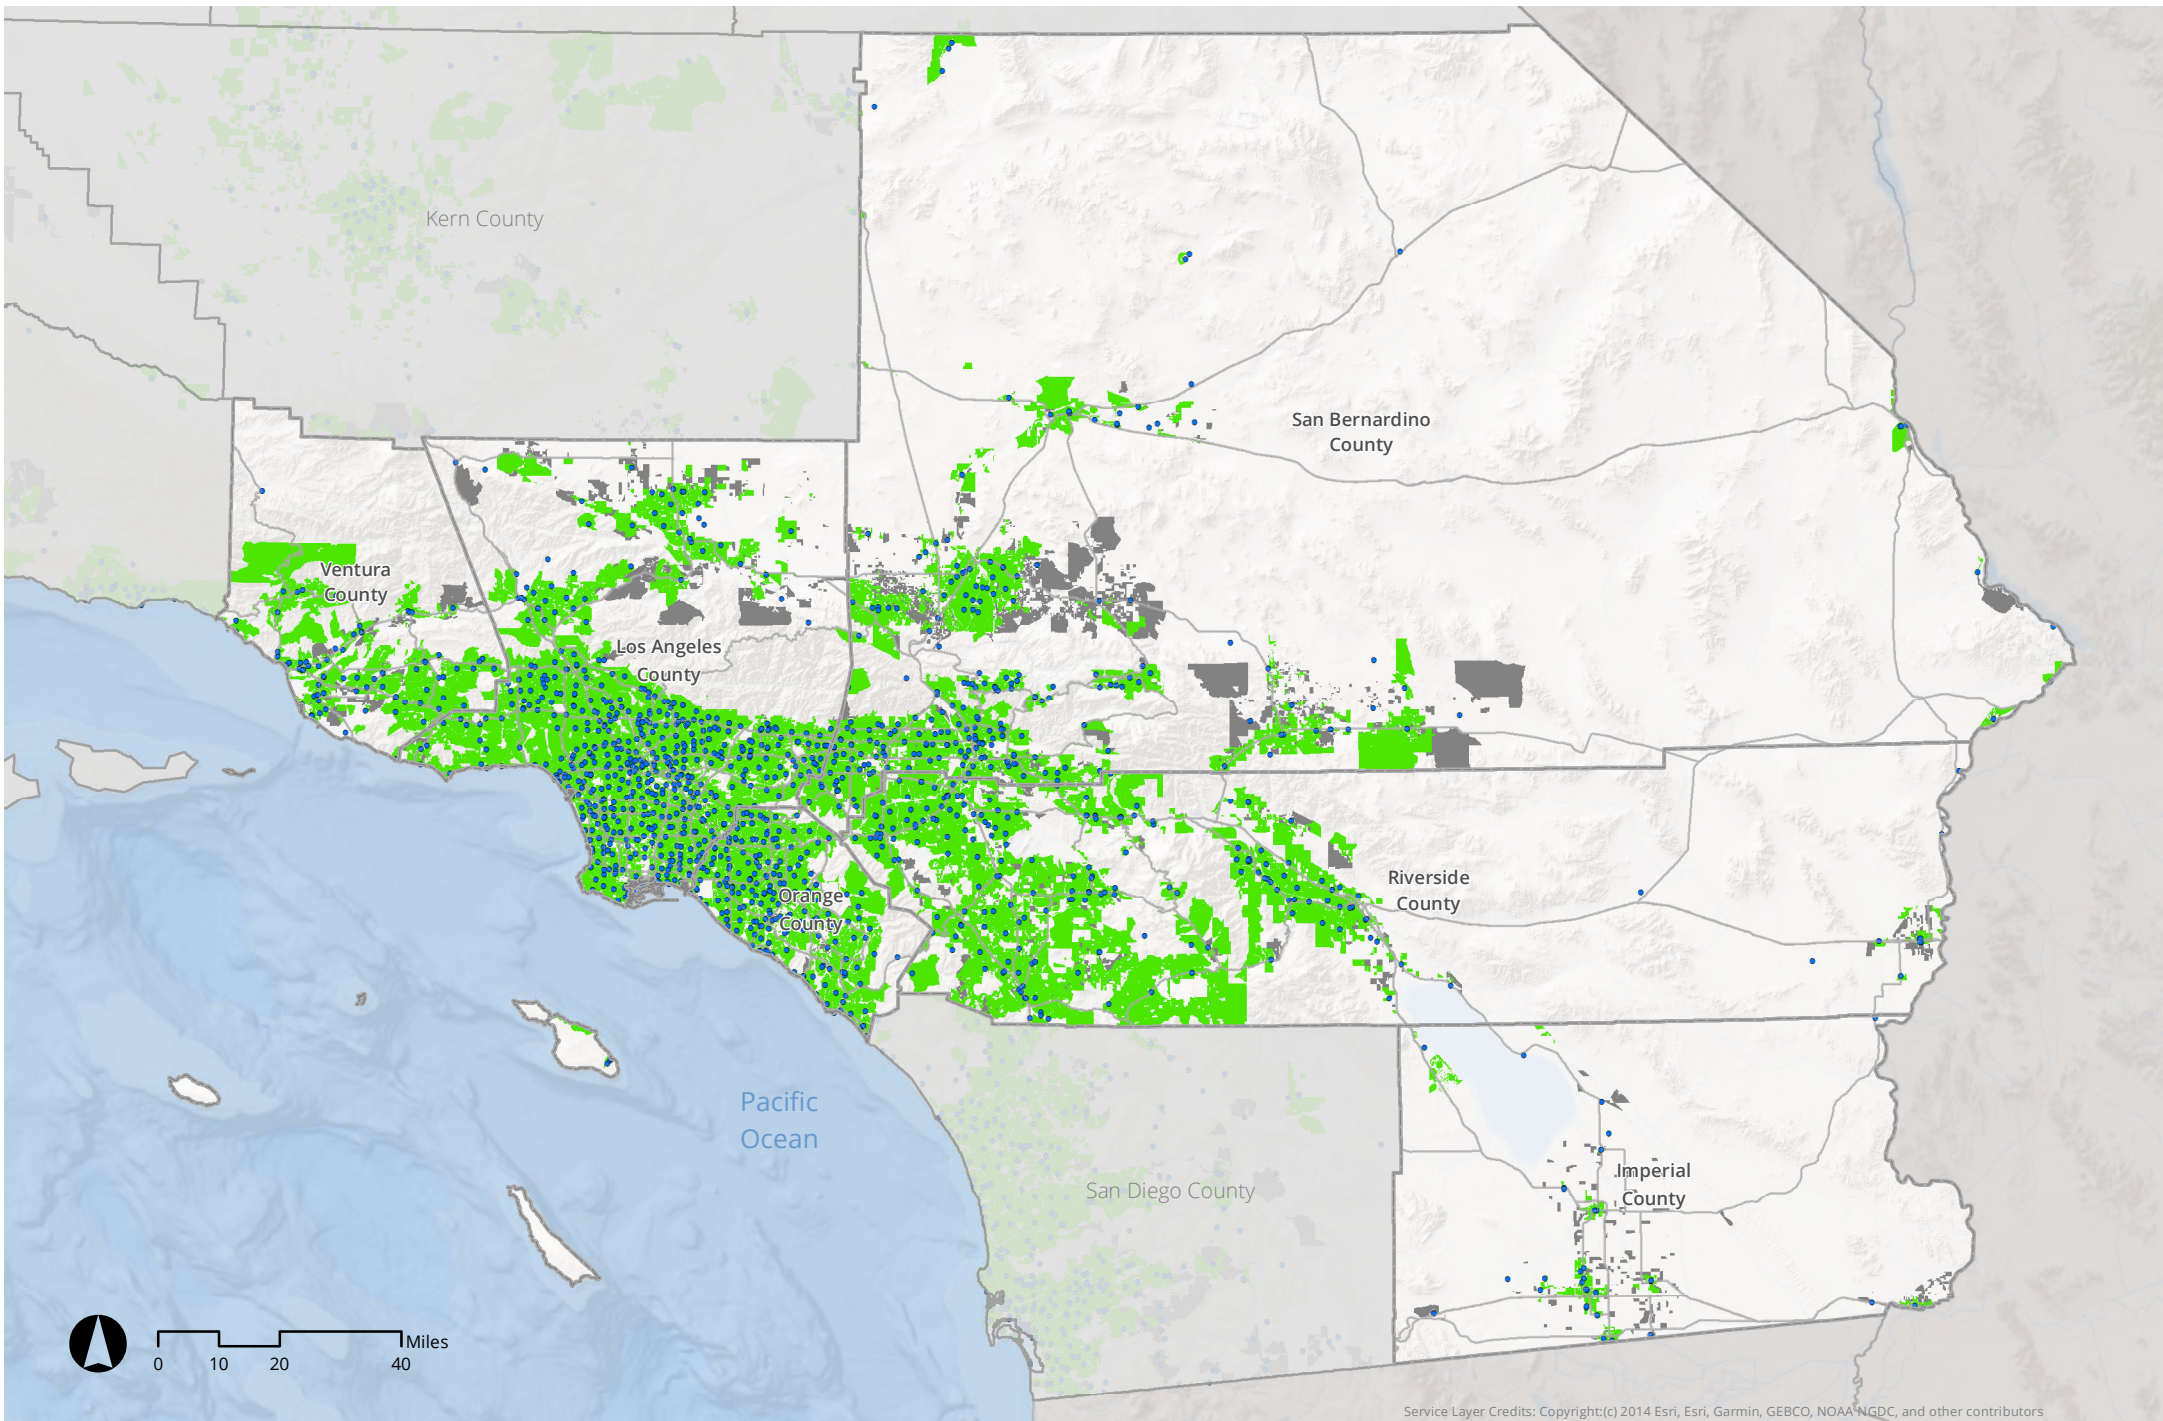 Kern County
San Bernardino
County
Ventura
County
Los Angeles
County
Riverside
County
Orange
County
Pacific
Ocean
San Diego County
Imperial
County
Miles
0 10 20 40
Service Layer Credits: Copyright:(c) 2014 Esri, Esri, Garmin, GEBCO, NOAA NGDC, and other contributors